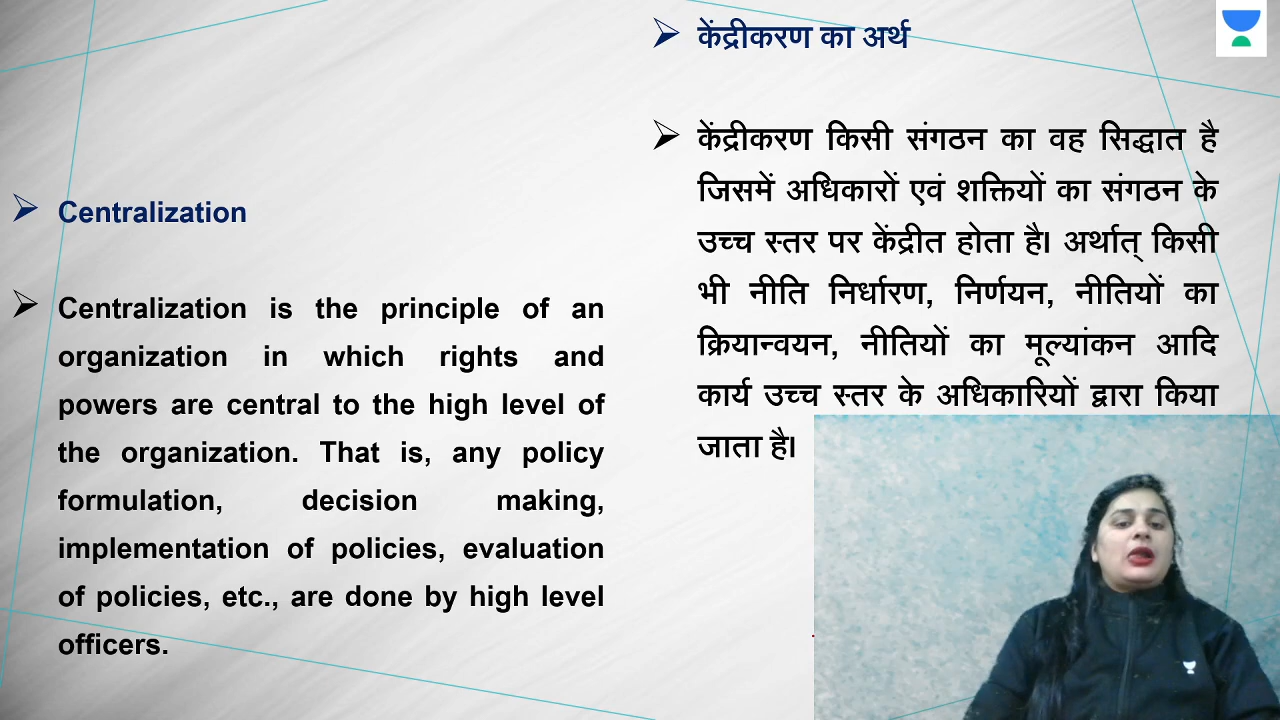 Centralization
Centralization is the principle of an
organization in which rights and
powers are central to the high level of
the organization. That is, any policy
formulation, decision making,
implementation of policies, evaluation
of policies, etc., are done by high level
officers.
केंद्रीकरण का अर्थ
केंद्रीकरण किसी संगठन का वह सिद्धात है
जिसमें अधिकारों एवं शक्तियों का संगठन के
उच्च स्तर पर केंद्रीत होता है। अर्थात् किसी
भी नीति निर्धारण, निर्णयन, नीतियों का
क्रियान्वयन, नीतियों का मूल्यांकन आदि
कार्य उच्च स्तर के अधिकारियों द्वारा किया
जाता है।